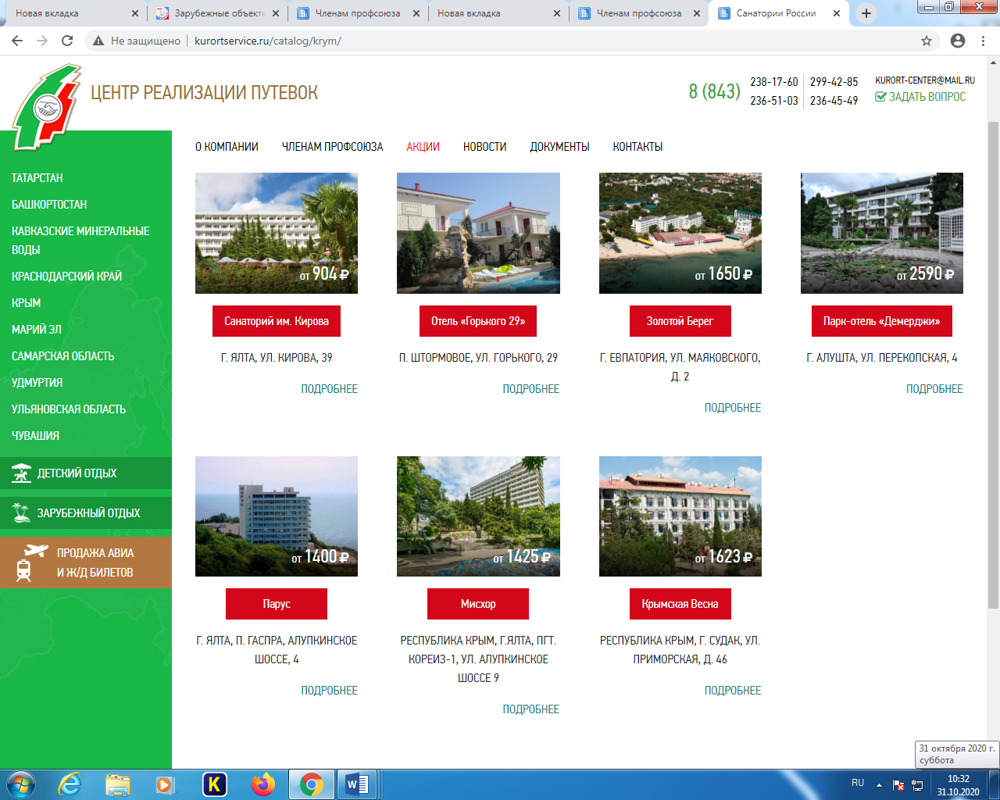 Новая вкладка
Зарубежные объекты
Членам профсоюза
Новая вкладка
Членам профсоюза
Санатории России
Не защищено
kurortservice.ru/catalog/krym/
ЦЕНТР РЕАЛИЗАЦИИ ПУТЕВОК
8 (843)
238-17-60
299-42-85
236-51-03
236-45-49
KURORT-CENTER@MAIL.RU
ЗАДАТЬ ВОПРОС
О КОМПАНИИ
ЧЛЕНАМ ПРОФСОЮЗА
АКЦИИ
НОВОСТИ
ДОКУМЕНТЫ
КОНТАКТЫ
ТАТАРСТАН
БАШКОРТОСТАН
КАВКАЗСКИЕ МИНЕРАЛЬНЫЕ
ВОДЫ
КРАСНОДАРСКИЙ КРАЙ
КРЫМ
МАРИЙ ЭЛ
САМАРСКАЯ ОБЛАСТЬ
УДМУРТИЯ
УЛЬЯНОВСКАЯ ОБЛАСТЬ
ЧУВАШИЯ
ДЕТСКИЙ ОТДЫХ
ЗАРУБЕЖНЫЙ ОТДЫХ
ПРОДАЖА АВИА
И Ж/Д БИЛЕТОВ
от 904 ₽
Санаторий им. Кирова
Г. ЯЛТА, УЛ. КИРОВА, 39
ПОДРОБНЕЕ
Отель «Горького 29»
П. ШТОРМОВОЕ, УЛ. ГОРЬКОГО, 29
ПОДРОБНЕЕ
от 1650 ₽
Золотой Берег
Г. ЕВПАТОРИЯ, УЛ. МАЯКОВСКОГО,
Д. 2
ПОДРОБНЕЕ
от 2590 ₽
Парк-отель «Демерджи»
Г. АЛУШТА, УЛ. ПЕРЕКОПСКАЯ, 4
ПОДРОБНЕЕ
от 1400 ₽
Парус
Г. ЯЛТА, П. ГАСПРА, АЛУПКИНСКОЕ
ШОССЕ, 4
ПОДРОБНЕЕ
от 1425 ₽
Мисхор
РЕСПУБЛИКА КРЫМ, Г.ЯЛТА, ПГТ.
КОРЕИЗ-1, УЛ. АЛУПКИНСКОЕ
ШОССЕ 9
ПОДРОБНЕЕ
от 1623 ₽
Крымская Весна
РЕСПУБЛИКА КРЫМ, Г. СУДАК, УЛ.
ПРИМОРСКАЯ, Д. 46
ПОДРОБНЕЕ
31 октября 2020 г.
суббота
RU
10:32
31.10.2020